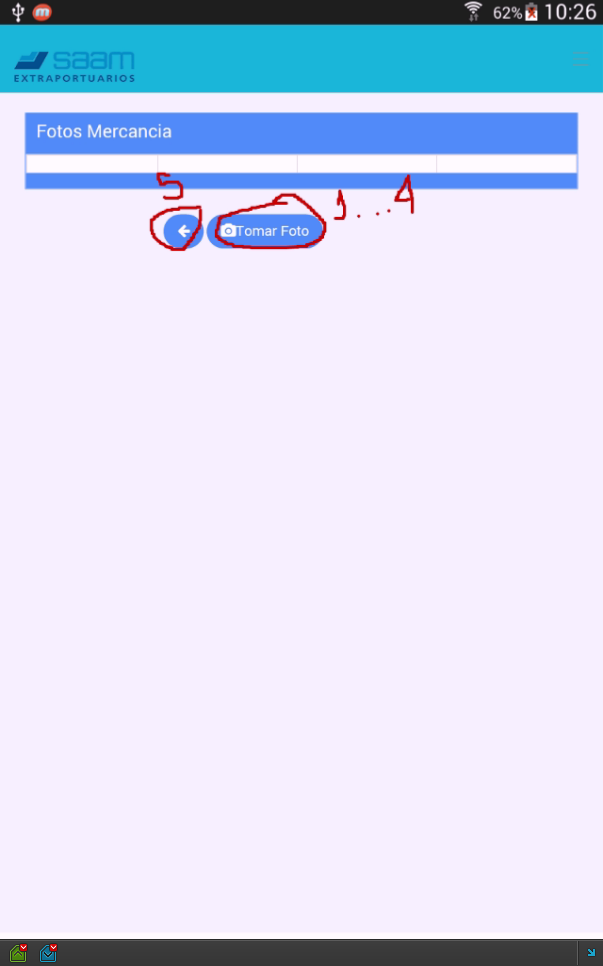 62% 10:26
saam
EXTRAPORTUARIOS
Fotos Mercancia
5
1...4
Tomar Foto